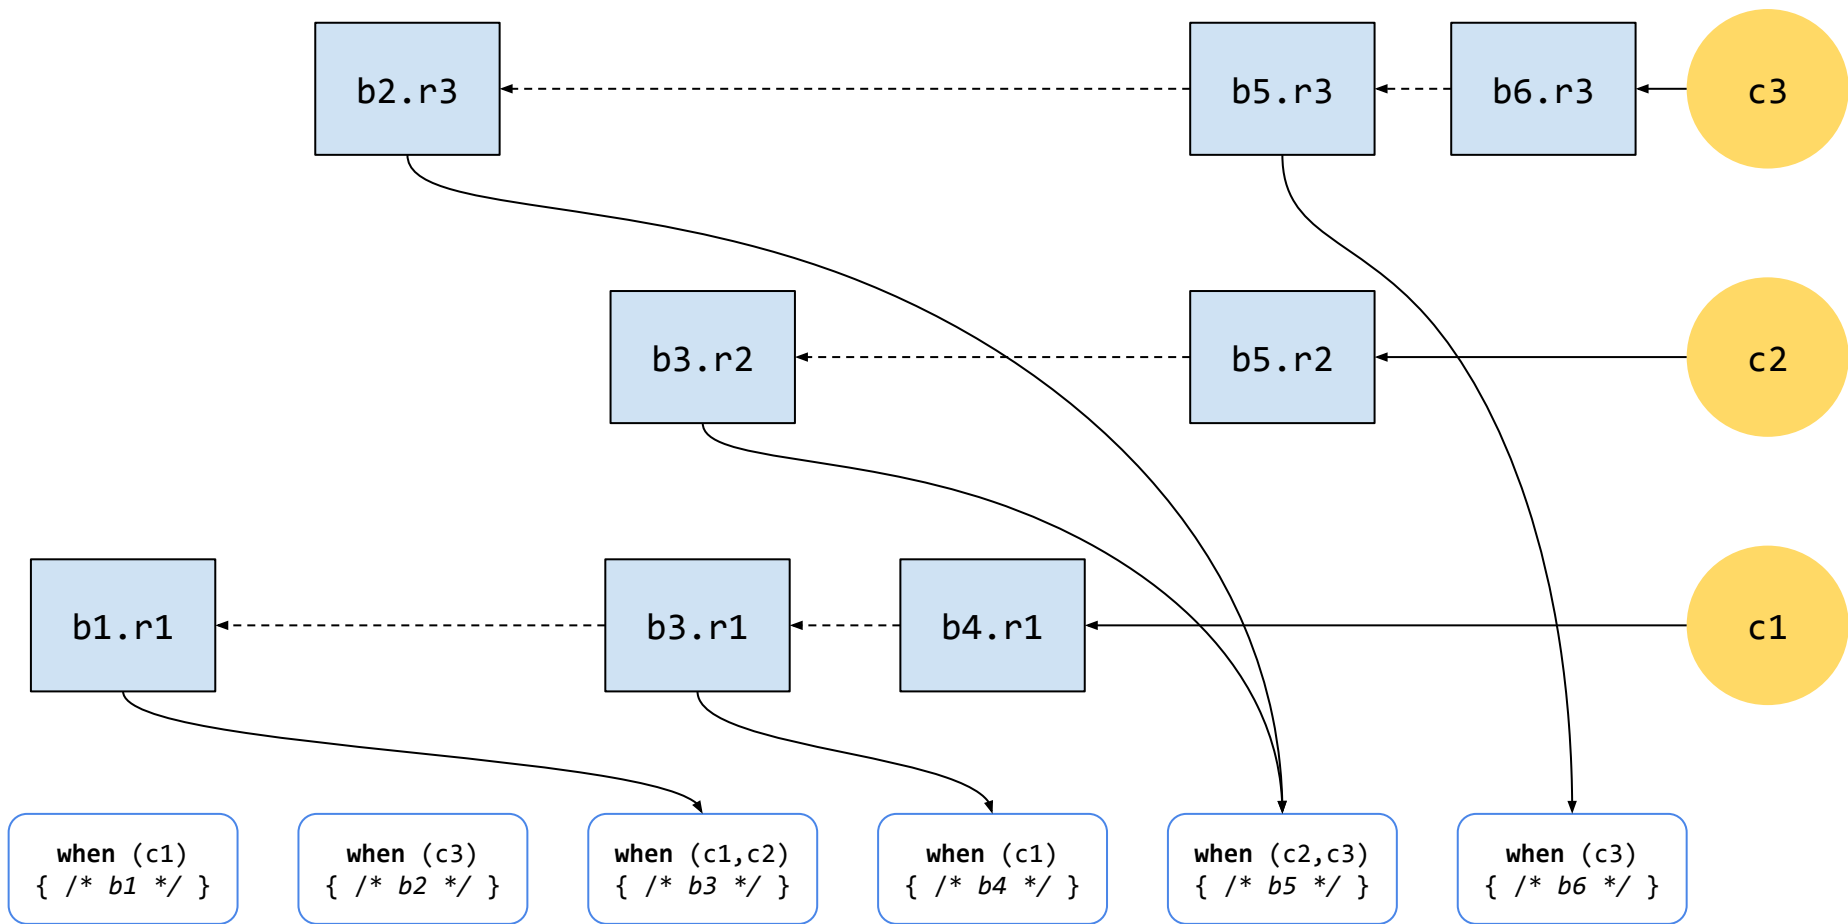 b2.r3
b5.r3
b6.r3
c3
b3.r2
b5.r2
c2
b1.r1
b3.r1
b4.r1
c1
when (c1)
{ /* b1 */ }
when (c3)
{ /* b2 */ }
when (c1,c2)
{ /* b3 */ }
when (c1)
{ /* b4 */ }
when (c2,c3)
{ /* b5 */ }
when (c3)
{ /* b6 */ }